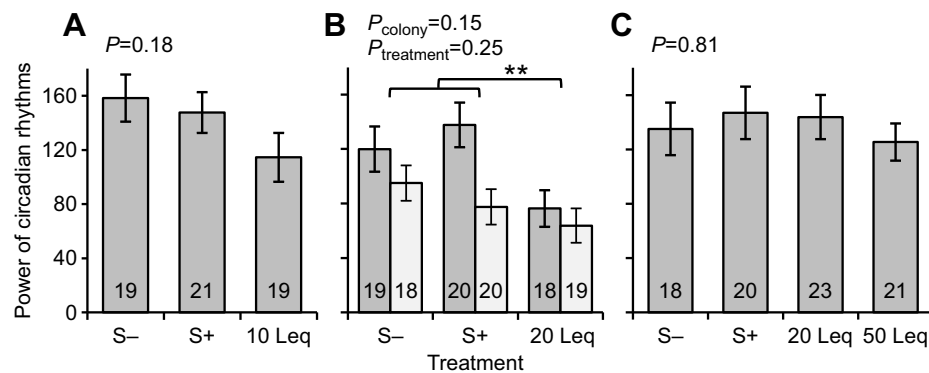 A
P=0.18
Power of circadian rhythms
160
120
80
40
0
19
21
19
S–
S+
10 Leq
B
Pcolony=0.15
Ptreatment=0.25
**
19
18
20
20
18
19
S–
S+
20 Leq
Treatment
C
P=0.81
18
20
23
21
S–
S+
20 Leq
50 Leq